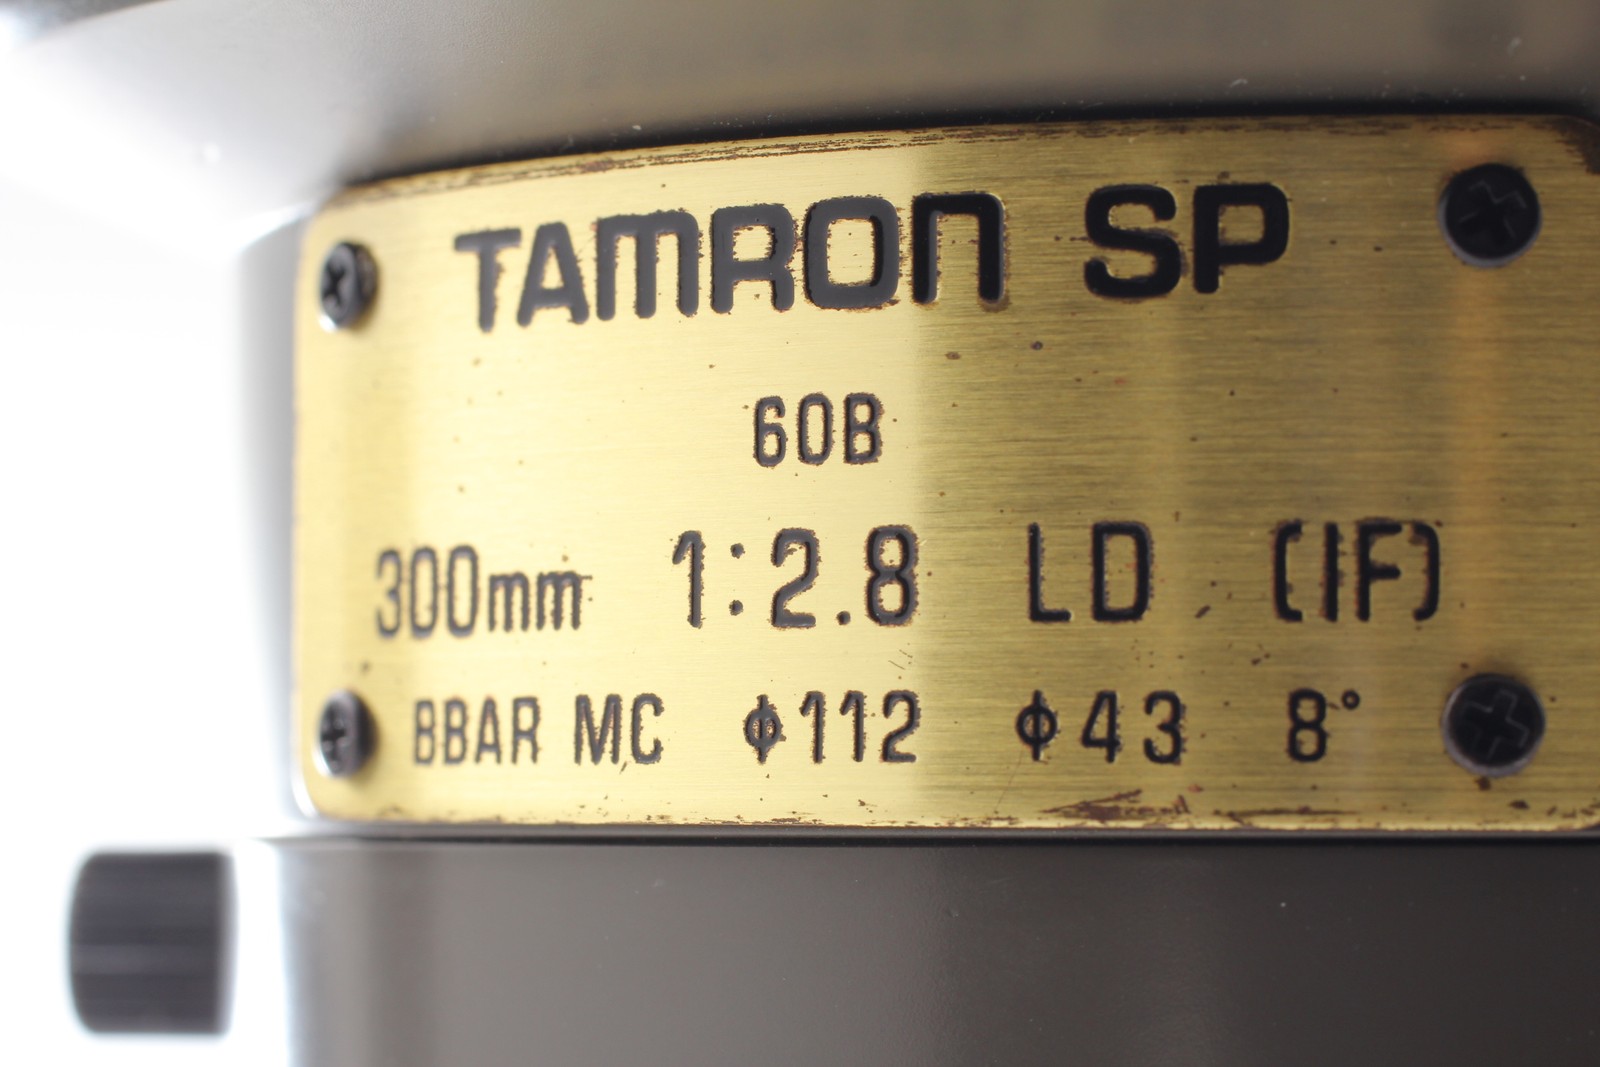 TAMRON SP
60B
300mm 1:2.8 LD (IF)
BBAR MC ϕ112 ϕ43 8°